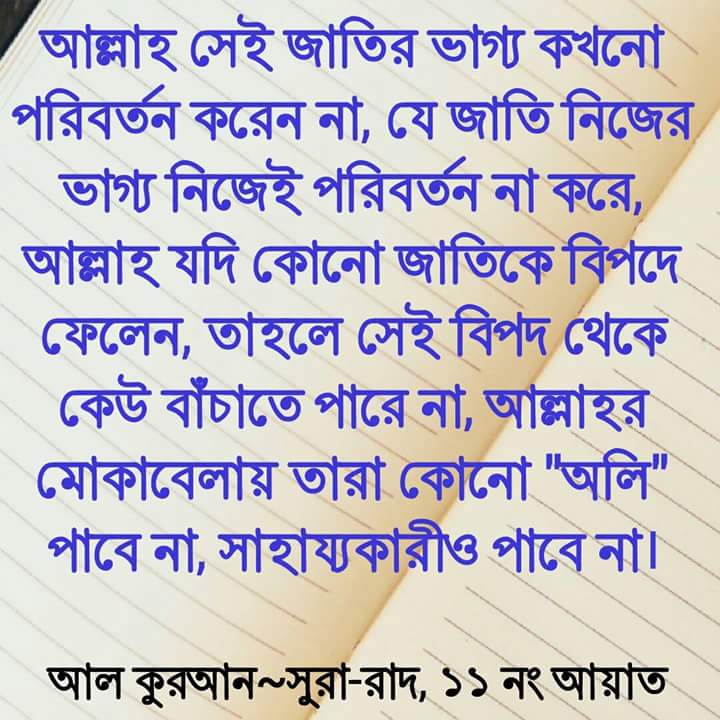 আল্লাহ সেই জাতির ভাগ্য কখনো
পরিবর্তন করেন না, যে জাতি নিজের
ভাগ্য নিজেই পরিবর্তন না করে,
আল্লাহ যদি কোনো জাতিকে বিপদে
ফেলেন, তাহলে সেই বিপদ থেকে
কেউ বাঁচাতে পারে না, আল্লাহর
মোকাবেলায় তারা কোনো "অলি"
পাবে না, সাহায্যকারীও পাবে না।
আল কুরআন~সুরা-রাদ, ১১ নং আয়াত